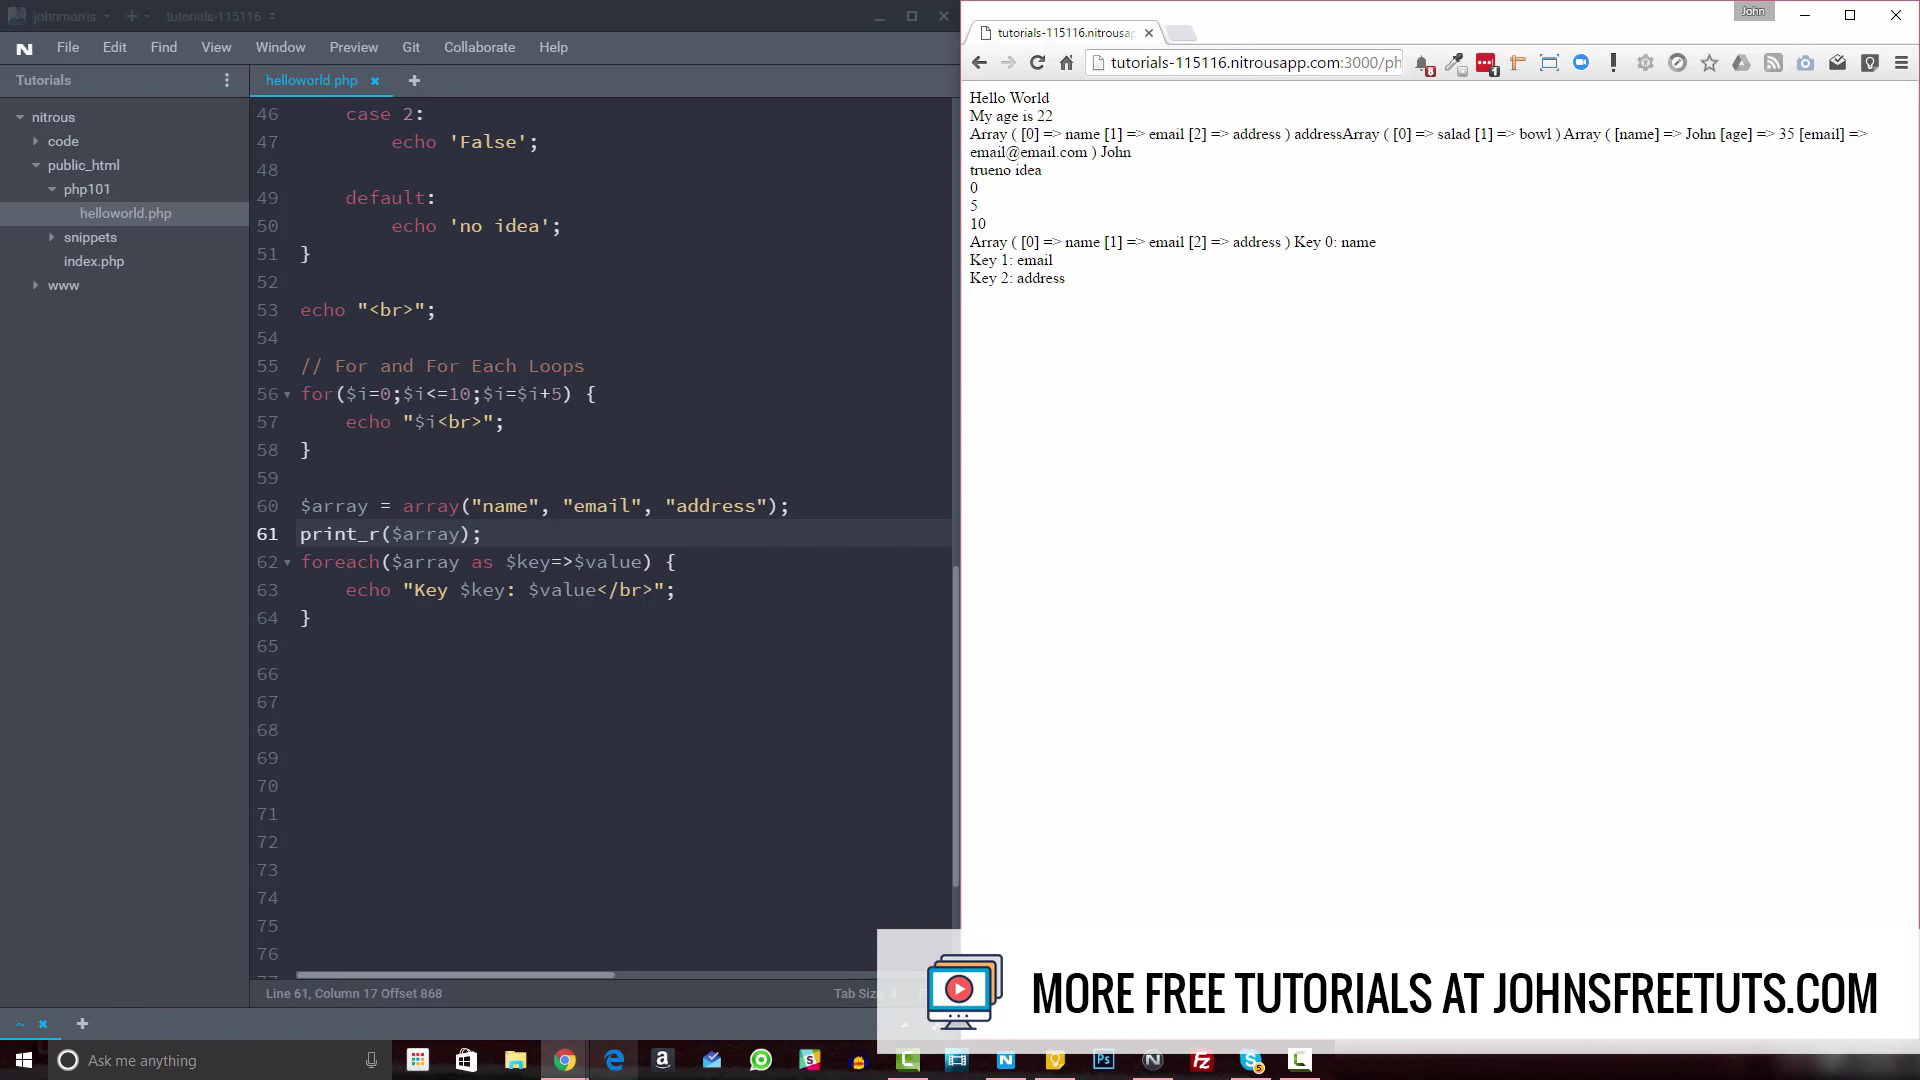 johnmorris
tutorials-115116
File Edit Find View Window Preview Git Collaborate Help
Tutorials
nitrous
code
public_html
php101
helloworld.php
snippets
index.php
www
helloworld.php
46 case 2:
47 echo 'False';
48
49 default:
50 echo 'no idea';
51 }
52
53 echo "<br>";
54
55 // For and For Each Loops
56 for($i=0;$i<=10;$i=$i+5) {
57 echo "$i<br>";
58 }
59
60 $array = array("name", "email", "address");
61 print_r($array);
62 foreach($array as $key=>$value) {
63 echo "Key $key: $value</br>";
64 }
65
66
67
68
69
70
71
72
73
74
75
76
Line 61, Column 17 Offset 868
Tab Size: 4
~
John
tutorials-115116.nitrousa
tutorials-115116.nitrousapp.com:3000/ph
8
1
Hello World
My age is 22
Array ( [0] => name [1] => email [2] => address ) addressArray ( [0] => salad [1] => bowl ) Array ( [name] => John [age] => 35 [email] =>
email@email.com ) John
trueno idea
0
5
10
Array ( [0] => name [1] => email [2] => address ) Key 0: name
Key 1: email
Key 2: address
MORE FREE TUTORIALS AT JOHNSFREETUTS.COM
Ask me anything